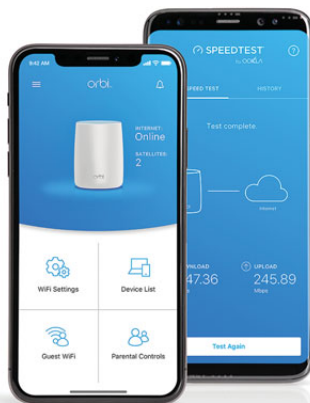 9:42 AM
orbi
INTERNET:
Online
SATELLITES:
2
orbi
WiFi Settings
Device List
Guest WiFi
Parental Controls
SPEEDTEST
by OOKLA
?
SPEED TEST
HISTORY
Test complete.
Internet
UPLOAD
47.36
245.89
Mbps
Test Again